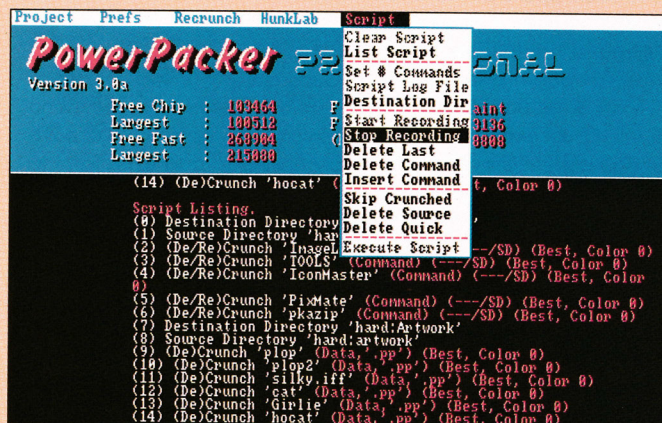 Project Prefs Recrunch HunkLab Script
PowerPacker
Version 3.0a
Free Chip : 103464
Largest : 100512
Free Fast : 268904
Largest : 215080
Clear Script
List Script
Set # Commands
Script Log File
Destination Dir
Start Recording
Stop Recording
Delete Last
Delete Command
Insert Command
Skip Crunched
Delete Source
Delete Quick
Execute Script
(14) (De)Crunch 'hocat' ( t, Color 0)
Script Listing.
(0) Destination Directory '
(1) Source Directory 'har
(2) (De/Re)Crunch 'ImageL ---/SD) (Best, Color 0)
(3) (De/Re)Crunch 'TOOLS' (Command) (---/SD) (Best, Color 0)
(4) (De/Re)Crunch 'IconMaster' (Command) (---/SD) (Best, Color
0)
(5) (De/Re)Crunch 'PixMate' (Command) (---/SD) (Best, Color 0)
(6) (De/Re)Crunch 'pkazip' (Command) (---/SD) (Best, Color 0)
(7) Destination Directory 'hard:Artwork'
(8) Source Directory 'hard:artwork'
(9) (De)Crunch 'plop' (Data,'.pp') (Best, Color 0)
(10) (De)Crunch 'plop2' (Data,'.pp') (Best, Color 0)
(11) (De)Crunch 'silky.iff' (Data,'.pp') (Best, Color 0)
(12) (De)Crunch 'cat' (Data,'.pp') (Best, Color 0)
(13) (De)Crunch 'Girlie' (Data,'.pp') (Best, Color 0)
(14) (De)Crunch 'hocat' (Data,'.pp') (Best, Color 0)